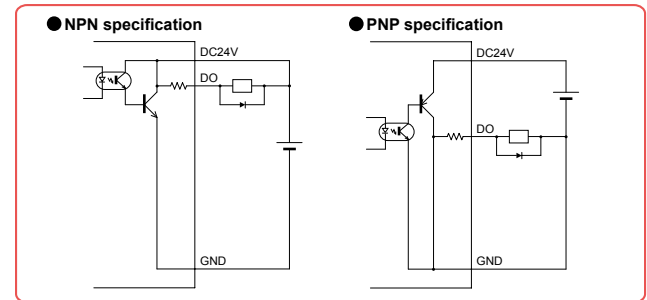 ● NPN specification
DC24V
DO
GND
● PNP specification
DC24V
DO
GND